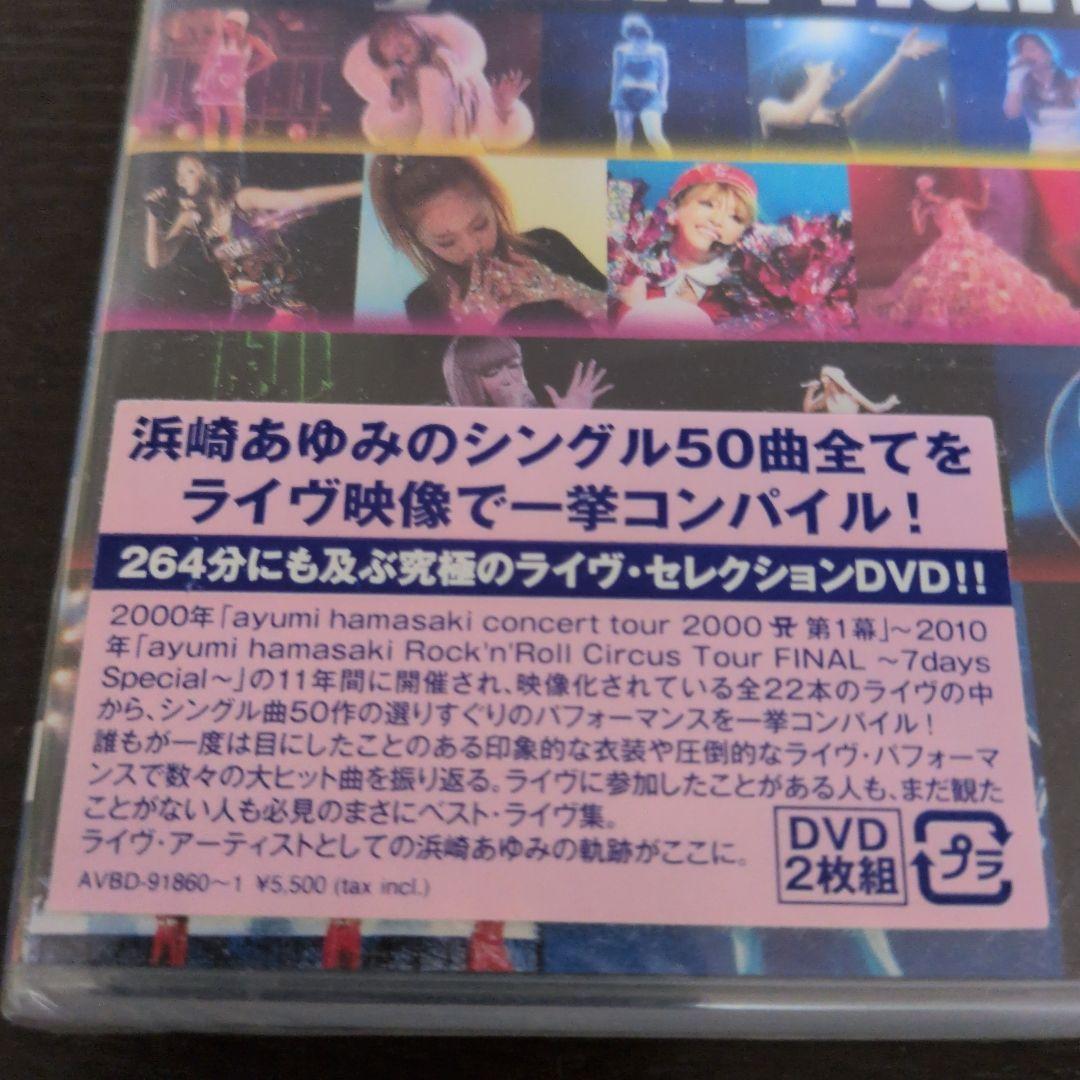 浜崎あゆみのシングル50曲全てを
ライヴ映像で一挙コンパイル！
264分にも及ぶ究極のライヴ・セレクションDVD!!
2000年「ayumi hamasaki concert tour 2000 第1幕」～2010
年「ayumi hamasaki Rock'n'Roll Circus Tour FINAL ～7days
Special～」の11年間に開催され、映像化されている全22本のライヴの中
から、シングル曲50作の選りすぐりのパフォーマンスを一挙コンパイル！
誰もが一度は目にしたことのある印象的な衣装や圧倒的なライヴ・パフォーマ
ンスで数々の大ヒット曲を振り返る。ライヴに参加したことがある人も、まだ観た
ことがない人も必見のまさにベスト・ライヴ集。
ライヴ・アーティストとしての浜崎あゆみの軌跡がここに。
AVBD-91860～1 ¥5,500 (tax incl.)
DVD
2枚組
プラ